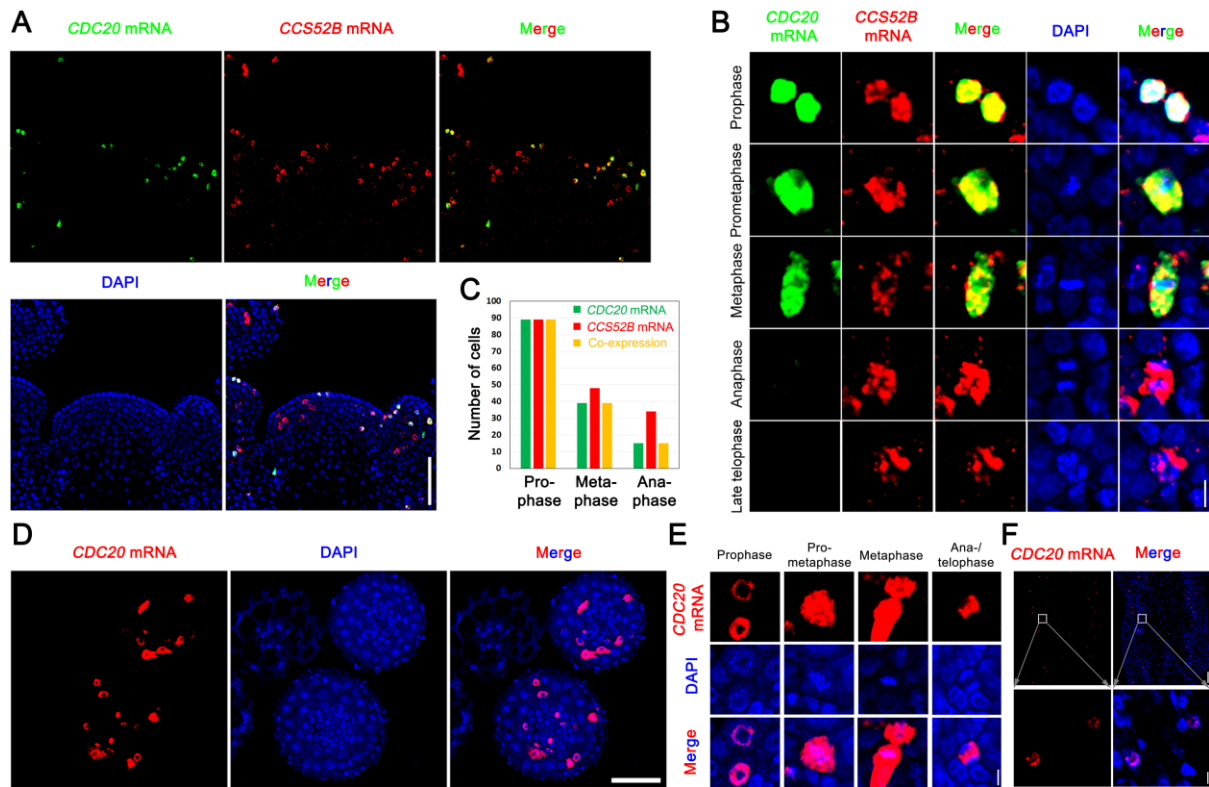 A
CDC20 mRNA CCS52B mRNA Merge
DAPI Merge
B
CDC20 mRNA CCS52B mRNA Merge DAPI Merge
Prophase
Prometaphase
Metaphase
Anaphase
Late telophase
C
Number of cells
100
90
80
70
60
50
40
30
20
10
0
CDC20 mRNA
CCS52B mRNA
Co-expression
Pro-phase Meta-phase Ana-phase
D
CDC20 mRNA DAPI Merge
E
Prophase Pro-metaphase Metaphase Ana-/telophase
CDC20 mRNA
DAPI
Merge
F
CDC20 mRNA Merge